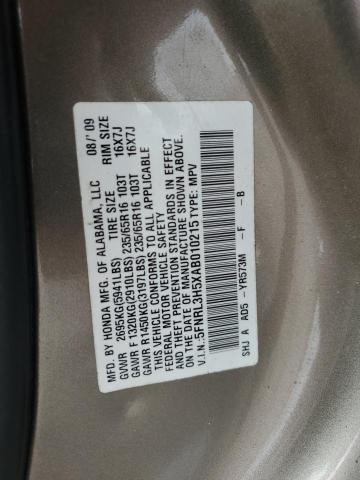 MFG. BY HONDA MFG. OF ALABAMA, LLC 08/'09
TIRE SIZE RIM SIZE
GVWR 2695KG(5941LBS)
GAWR F 1320KG(2910LBS) 235/65R16 103T 16X7J
GAWR R1450KG(3197LBS) 235/65R16 103T 16X7J
THIS VEHICLE CONFORMS TO ALL APPLICABLE
FEDERAL MOTOR VEHICLE SAFETY
AND THEFT PREVENTION STANDARDS IN EFFECT
ON THE DATE OF MANUFACTURE SHOWN ABOVE.
V.I.N.:5FNRL3H5XAB010215 TYPE: MPV
SHJ A AD5 -YR573M -F -B